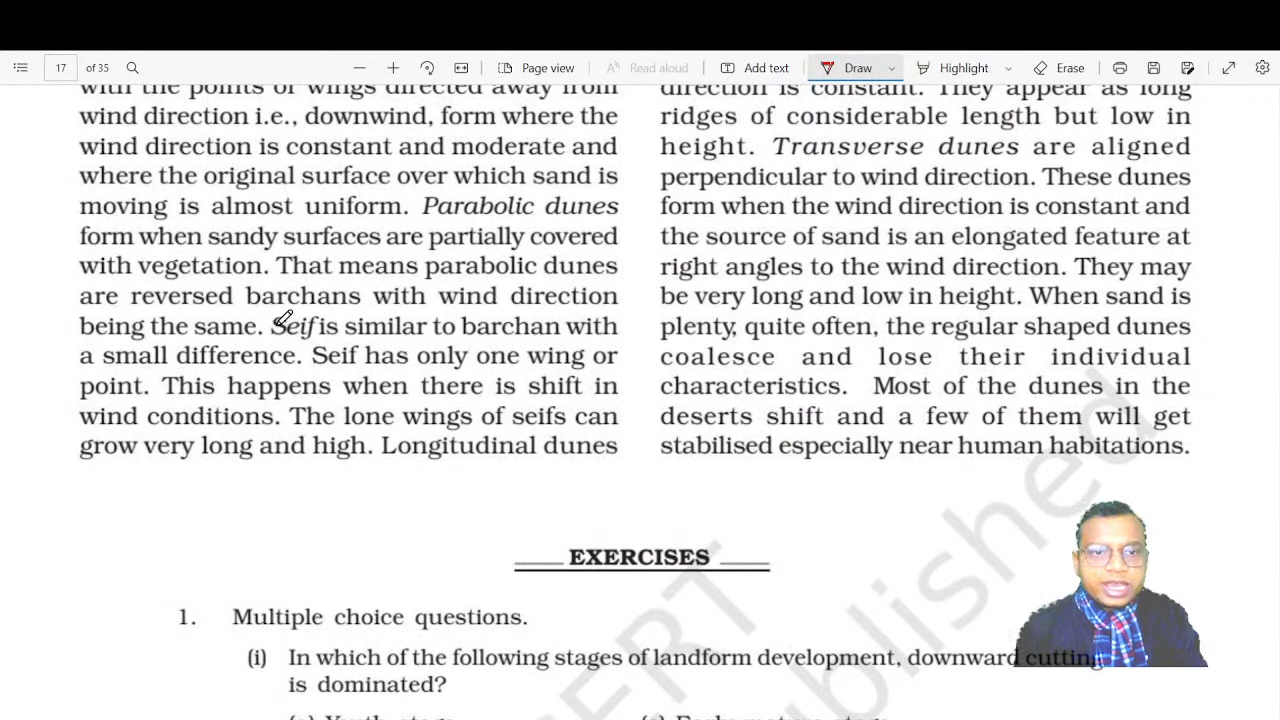 17 of 35
Page view
Read aloud
Add text
Draw
Highlight
Erase
with the points of wings directed away from
wind direction i.e., downwind, form where the
wind direction is constant and moderate and
where the original surface over which sand is
moving is almost uniform. Parabolic dunes
form when sandy surfaces are partially covered
with vegetation. That means parabolic dunes
are reversed barchans with wind direction
being the same. Seif is similar to barchan with
a small difference. Seif has only one wing or
point. This happens when there is shift in
wind conditions. The lone wings of seifs can
grow very long and high. Longitudinal dunes
direction is constant. They appear as long
ridges of considerable length but low in
height. Transverse dunes are aligned
perpendicular to wind direction. These dunes
form when the wind direction is constant and
the source of sand is an elongated feature at
right angles to the wind direction. They may
be very long and low in height. When sand is
plenty, quite often, the regular shaped dunes
coalesce and lose their individual
characteristics. Most of the dunes in the
deserts shift and a few of them will get
stabilised especially near human habitations.
EXERCISES
1. Multiple choice questions.
(i) In which of the following stages of landform development, downward cutting
is dominated?
(a) Youth stage (c) Early mature stage
ERT
blished